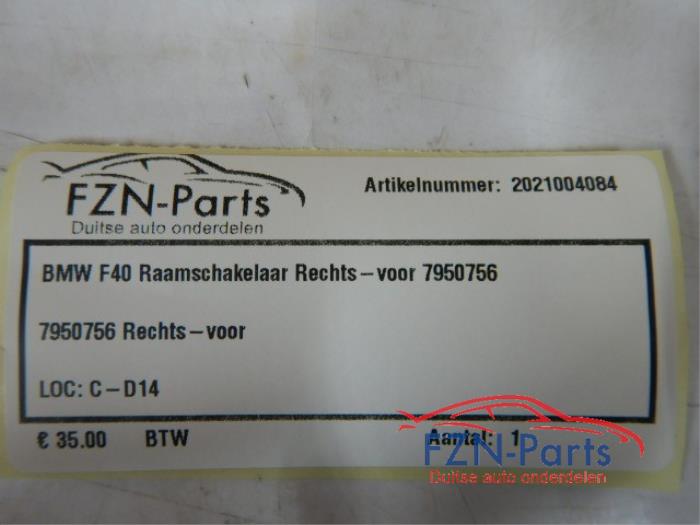 FZN-Parts
Duitse auto onderdelen
Artikelnummer: 2021004084
BMW F40 Raamschakelaar Rechts-voor 7950756
7950756 Rechts-voor
LOC: C-D14
€ 35.00 BTW Aantal: 1
FZN-Parts
Duitse auto onderdelen